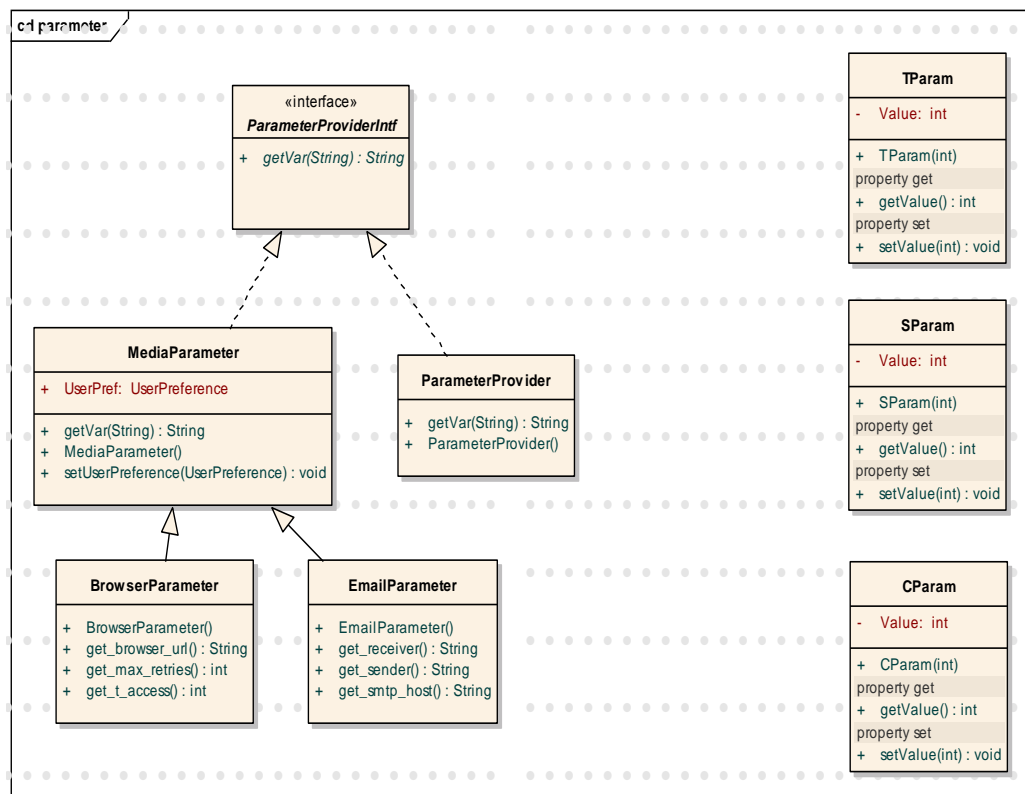 cd parameter
«interface»
ParameterProviderIntf
+ getVar(String) : String
MediaParameter
+ UserPref: UserPreference
+ getVar(String) : String
+ MediaParameter()
+ setUserPreference(UserPreference) : void
ParameterProvider
+ getVar(String) : String
+ ParameterProvider()
BrowserParameter
+ BrowserParameter()
+ get_browser_url() : String
+ get_max_retries() : int
+ get_t_access() : int
EmailParameter
+ EmailParameter()
+ get_receiver() : String
+ get_sender() : String
+ get_smtp_host() : String
TParam
- Value: int
+ TParam(int)
property get
+ getValue() : int
property set
+ setValue(int) : void
SParam
- Value: int
+ SParam(int)
property get
+ getValue() : int
property set
+ setValue(int) : void
CParam
- Value: int
+ CParam(int)
property get
+ getValue() : int
property set
+ setValue(int) : void